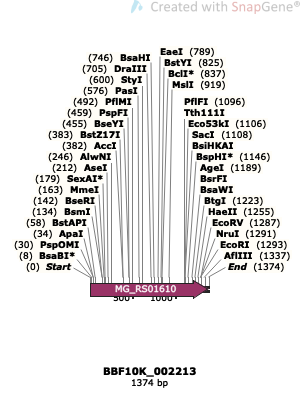 Created with SnapGene®
(746) BsaHI
(705) DraIII
(600) StyI
(576) PasI
(492) PflMI
(459) PspFI
(455) BseYI
(383) BstZ17I
(382) AccI
(246) AlwNI
(212) AseI
(179) SexAI*
(163) MmeI
(142) BseRI
(134) BsmI
(58) BstAPI
(34) ApaI
(30) PspOMI
(8) BsaBI*
(0) Start
EaeI (789)
BstYI (825)
BclI* (837)
MslI (919)
PflFI (1096)
Tth111I
Eco53kI (1106)
SacI (1108)
BsiHKAI
BspHI* (1146)
AgeI (1189)
BsrFI
BsaWI
BtgI (1223)
HaeII (1255)
EcoRV (1287)
NruI (1291)
EcoRI (1293)
AflIII (1337)
End (1374)
MG_RS01610
500
1000
BBF10K_002213
1374 bp